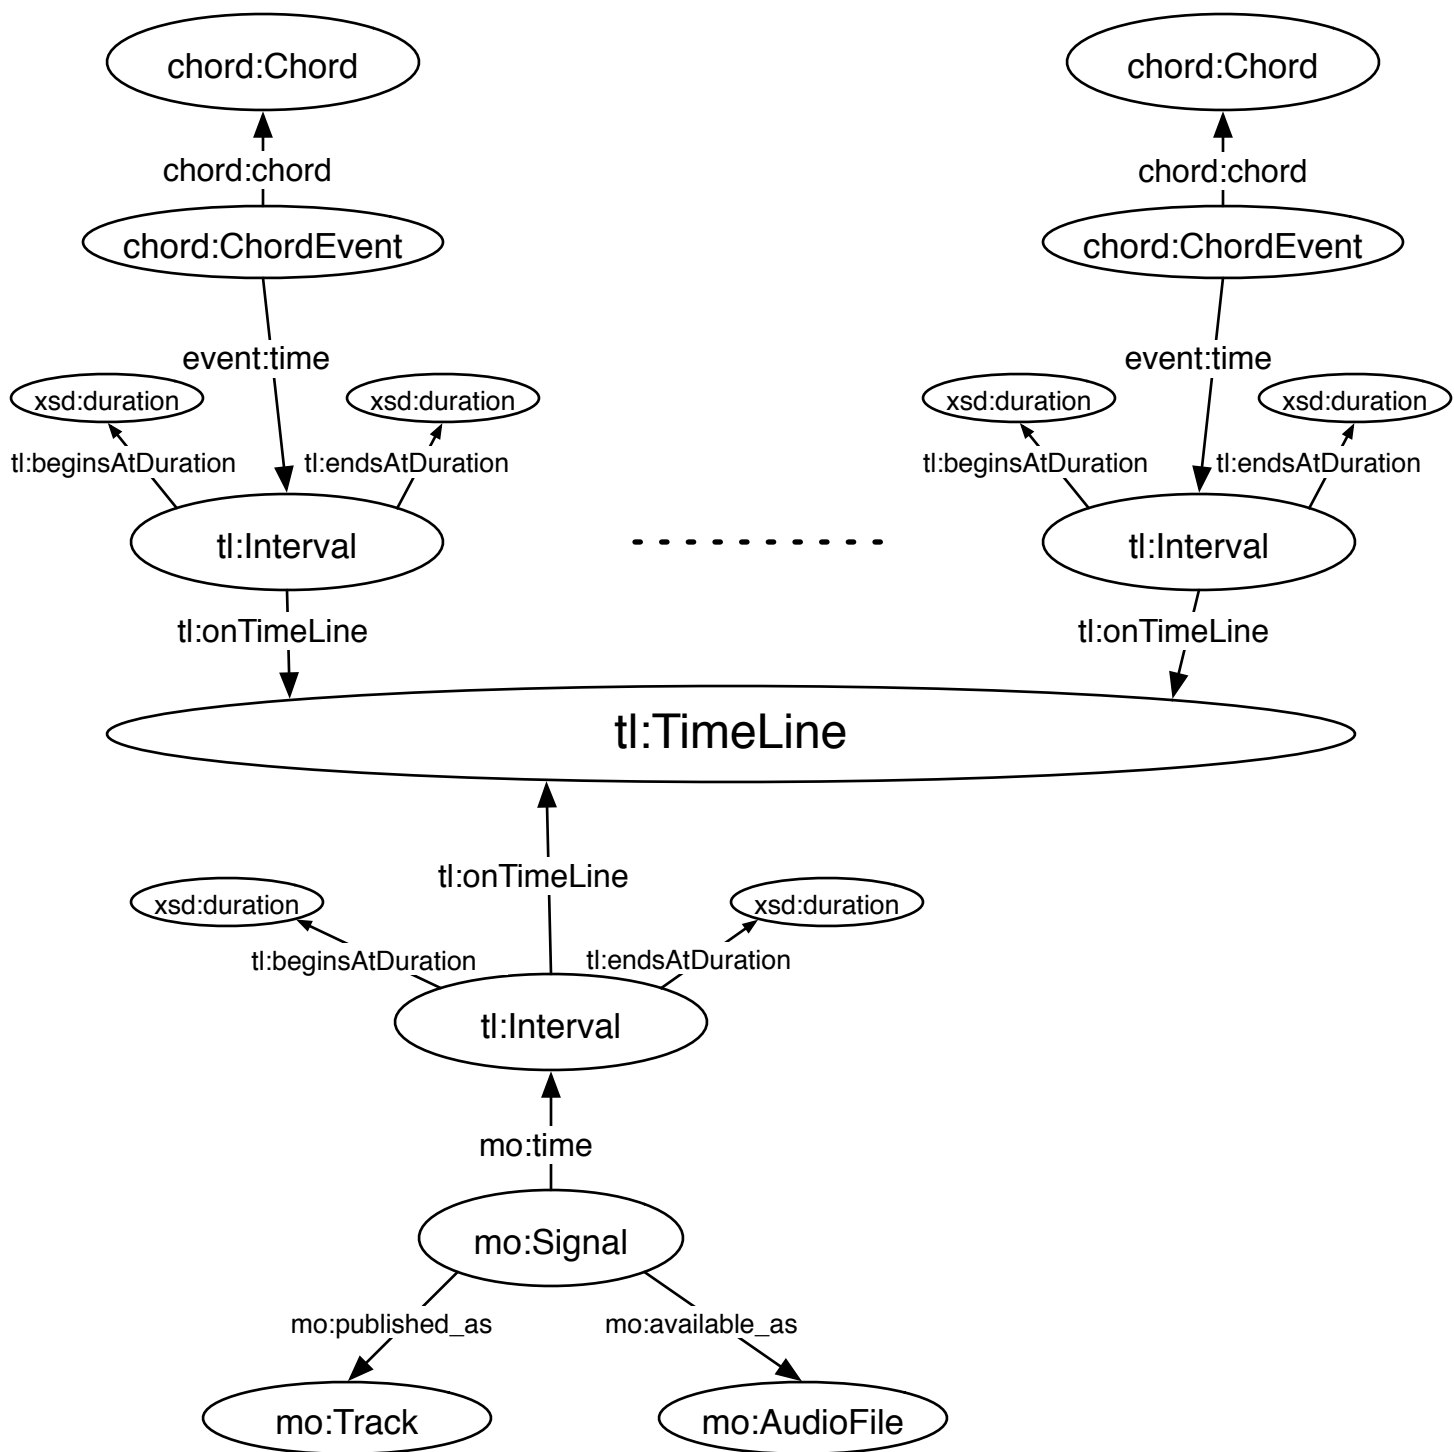 chord:Chord
chord:Chord
chord:chord
chord:chord
chord:ChordEvent
chord:ChordEvent
event:time
event:time
xsd:duration
xsd:duration
xsd:duration
xsd:duration
tl:beginsAtDuration
tl:endsAtDuration
tl:beginsAtDuration
tl:endsAtDuration
tl:Interval
tl:Interval
tl:onTimeLine
tl:onTimeLine
tl:TimeLine
tl:onTimeLine
xsd:duration
xsd:duration
tl:beginsAtDuration
tl:endsAtDuration
tl:Interval
mo:time
mo:Signal
mo:published_as
mo:available_as
mo:Track
mo:AudioFile